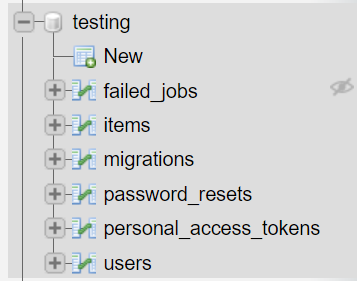 testing
New
failed_jobs
items
migrations
password_resets
personal_access_tokens
users